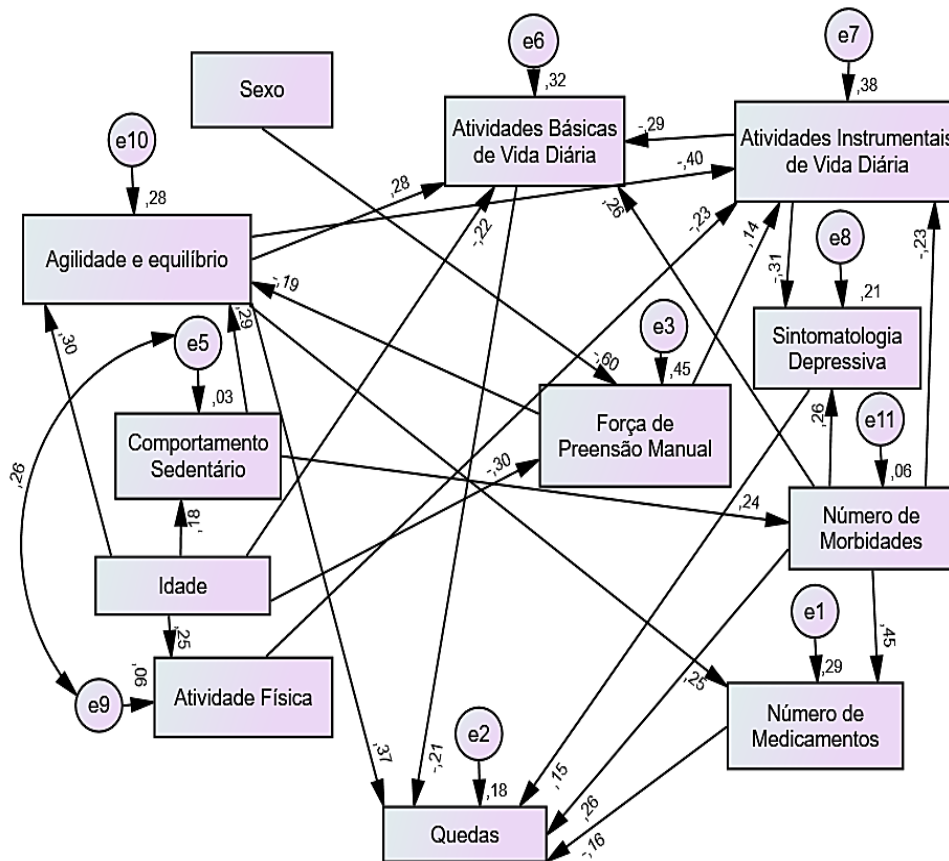 e6
e7
,32
,38
Sexo
Atividades Básicas
de Vida Diária
-,29
Atividades Instrumentais
de Vida Diária
e10
,28
-,40
,28
,26
-,23
,14
-,23
-,22
Agilidade e equilíbrio
-,31
e8
,21
-,19
,29
,30
e5
e3
Sintomatologia
Depressiva
-,60
,45
,03
Força de
Preensão Manual
,26
e11
,06
Comportamento
Sedentário
,26
-,30
,24
Número de
Morbidades
,18
Idade
e1
,45
,25
,06
,25
,29
e9
Atividade Física
Número de
Medicamentos
e2
,37
-,21
,15
,18
,26
-,16
Quedas